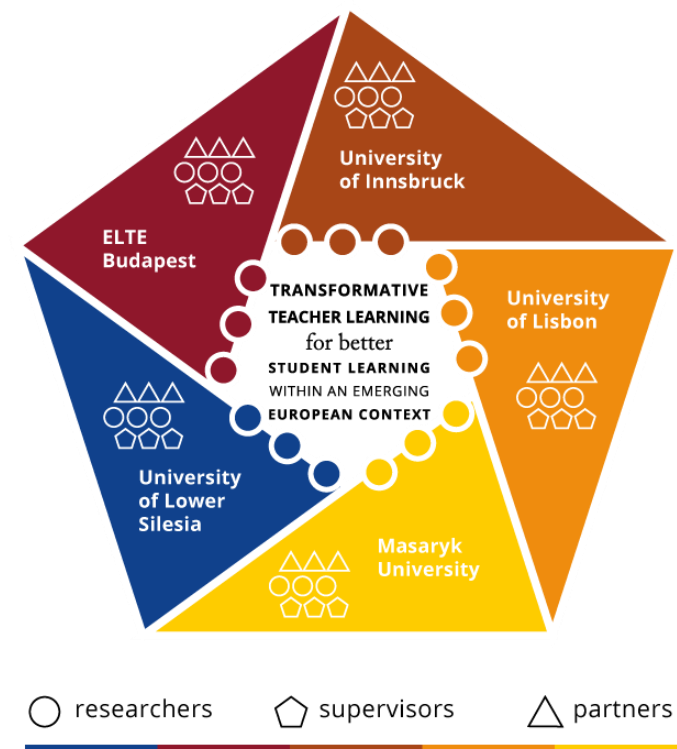 University
of Innsbruck
ELTE
Budapest
TRANSFORMATIVE
TEACHER LEARNING
for better
STUDENT LEARNING
WITHIN AN EMERGING
EUROPEAN CONTEXT
University
of Lisbon
University
of Lower
Silesia
Masaryk
University
researchers
supervisors
partners